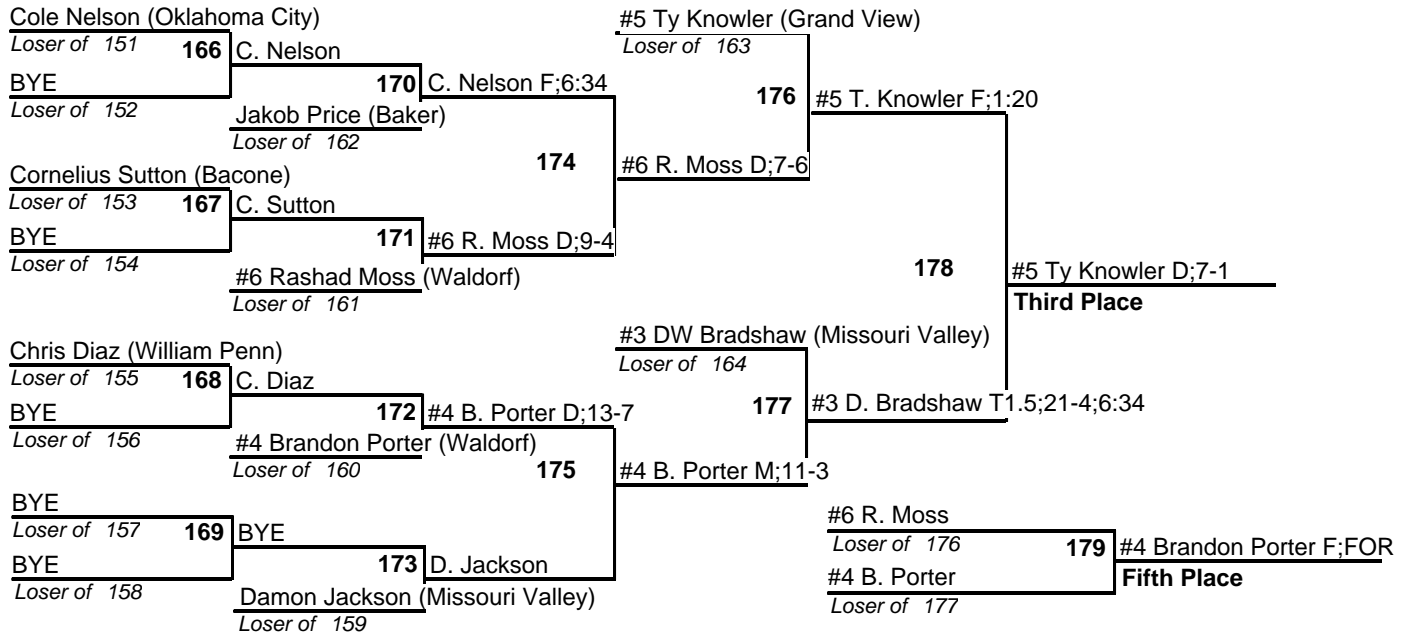 Cole Nelson (Oklahoma City)
Loser of 151
166
C. Nelson
BYE
Loser of 152
170
C. Nelson F;6:34
Jakob Price (Baker)
Loser of 162
Cornelius Sutton (Bacone)
Loser of 153
167
C. Sutton
BYE
Loser of 154
171
#6 R. Moss D;9-4
#6 Rashad Moss (Waldorf)
Loser of 161
174
#6 R. Moss D;7-6
#5 Ty Knowler (Grand View)
Loser of 163
176
#5 T. Knowler F;1:20
Chris Diaz (William Penn)
Loser of 155
168
C. Diaz
BYE
Loser of 156
172
#4 B. Porter D;13-7
#4 Brandon Porter (Waldorf)
Loser of 160
BYE
Loser of 157
169
BYE
BYE
Loser of 158
173
D. Jackson
Damon Jackson (Missouri Valley)
Loser of 159
175
#4 B. Porter M;11-3
#3 DW Bradshaw (Missouri Valley)
Loser of 164
177
#3 D. Bradshaw T1.5;21-4;6:34
178
#5 Ty Knowler D;7-1
Third Place
#6 R. Moss
Loser of 176
179
#4 Brandon Porter F;FOR
#4 B. Porter
Fifth Place
Loser of 177